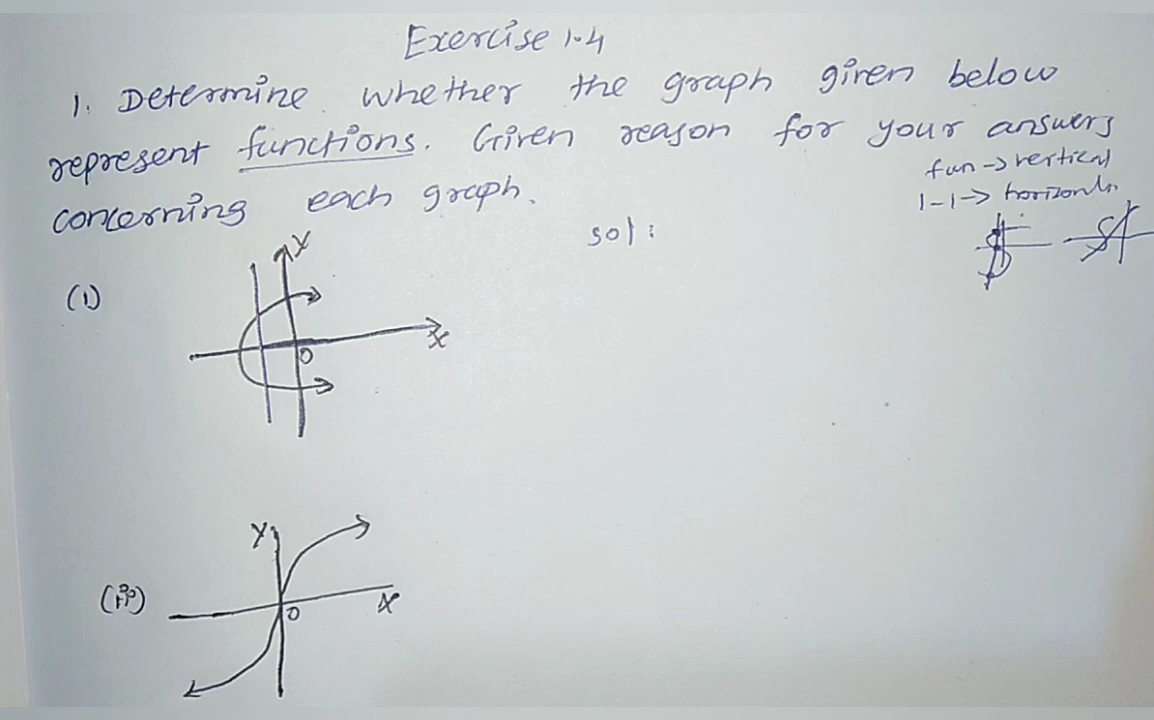 Exercise 1.4
1. Determine whether the graph given below
represent functions. Given reason for your answers
concerning each graph.
fun -> vertical
1-1 -> horizontn
sol :
(i)
Y
X
0
(ii)
Y
X
0